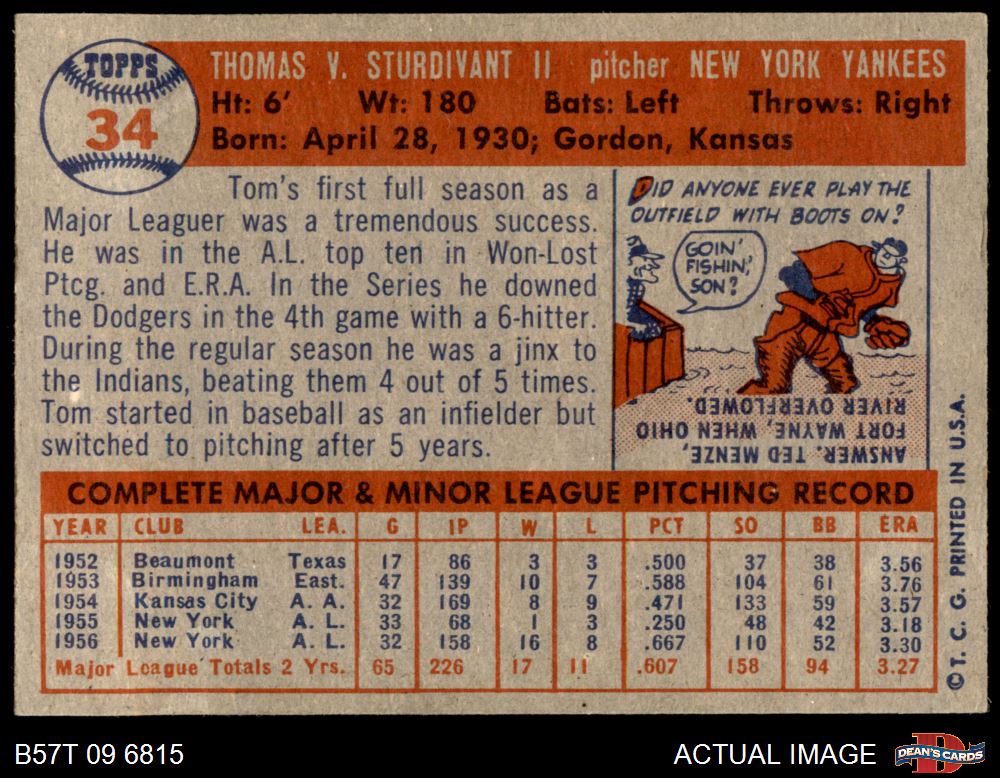 TOPPS
34
THOMAS V. STURDIVANT II pitcher NEW YORK YANKEES
Ht: 6' Wt: 180 Bats: Left Throws: Right
Born: April 28, 1930; Gordon, Kansas
Tom's first full season as a
Major Leaguer was a tremendous success.
He was in the A.L. top ten in Won-Lost
Ptcg. and E.R.A. In the Series he downed
the Dodgers in the 4th game with a 6-hitter.
During the regular season he was a jinx to
the Indians, beating them 4 out of 5 times.
Tom started in baseball as an infielder but
switched to pitching after 5 years.
DID ANYONE EVER PLAY THE
OUTFIELD WITH BOOTS ON?
GOIN'
FISHIN',
SON?
ANSWER. TED MENZE,
FORT WAYNE, WHEN OHIO
RIVER OVERFLOWED.
COMPLETE MAJOR & MINOR LEAGUE PITCHING RECORD
YEAR CLUB LEA. G IP W L PCT SO BB ERA
1952 Beaumont Texas 17 86 3 3 .500 37 38 3.56
1953 Birmingham East. 47 139 10 7 .588 104 61 3.76
1954 Kansas City A. A. 32 169 8 9 .471 133 59 3.57
1955 New York A. L. 33 68 1 3 .250 48 42 3.18
1956 New York A. L. 32 158 16 8 .667 110 52 3.30
Major League Totals 2 Yrs. 65 226 17 11 .607 158 94 3.27
© T. C. G. PRINTED IN U.S.A.
B57T 09 6815
ACTUAL IMAGE
DEAN'S CARDS